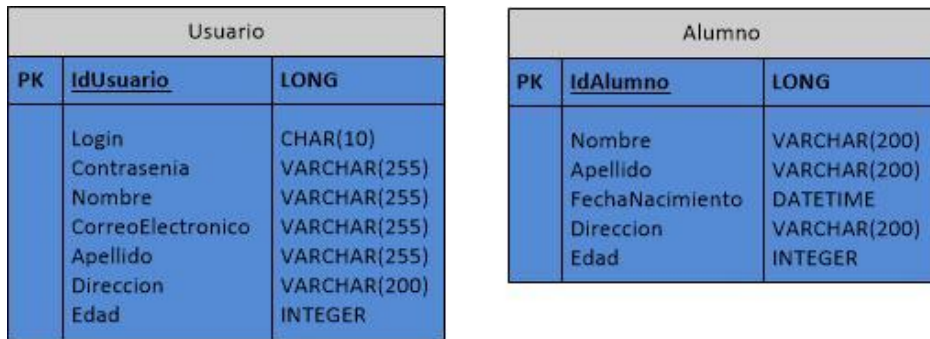 Usuario
PK IdUsuario LONG
Login CHAR(10)
Contrasenia VARCHAR(255)
Nombre VARCHAR(255)
CorreoElectronico VARCHAR(255)
Apellido VARCHAR(255)
Direccion VARCHAR(200)
Edad INTEGER
Alumno
PK IdAlumno LONG
Nombre VARCHAR(200)
Apellido VARCHAR(200)
FechaNacimiento DATETIME
Direccion VARCHAR(200)
Edad INTEGER